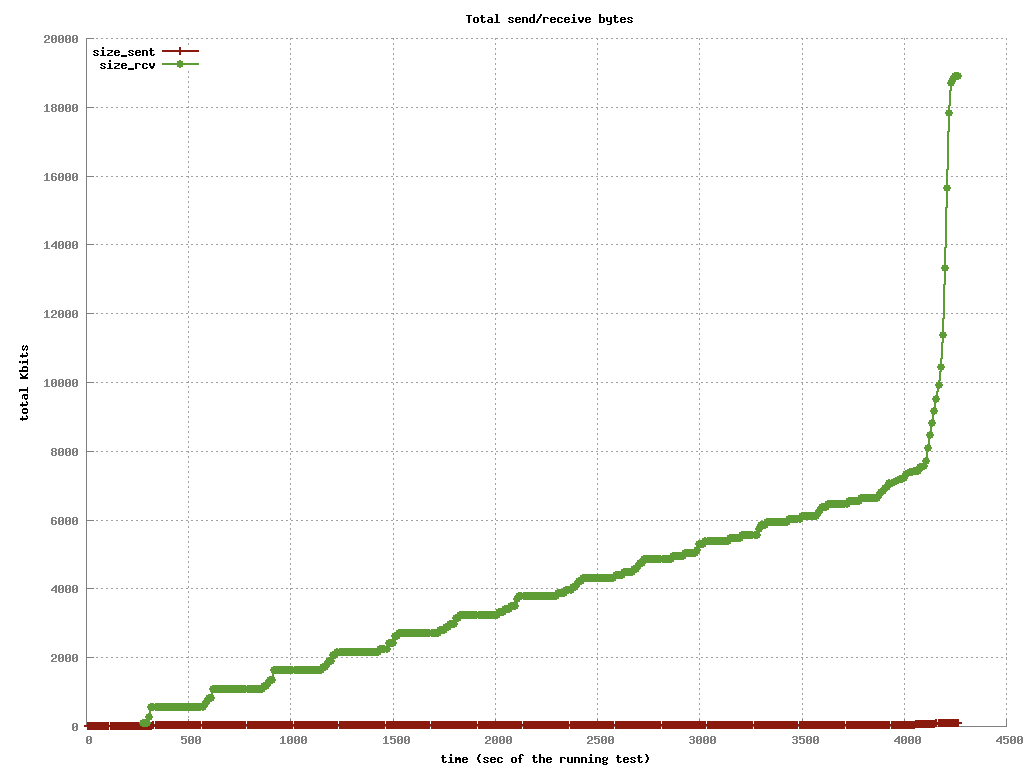 Total send/receive bytes
size_sent
size_rcv
20000
18000
16000
14000
12000
10000
8000
6000
4000
2000
0
total Kbits
0 500 1000 1500 2000 2500 3000 3500 4000 4500
time (sec of the running test)